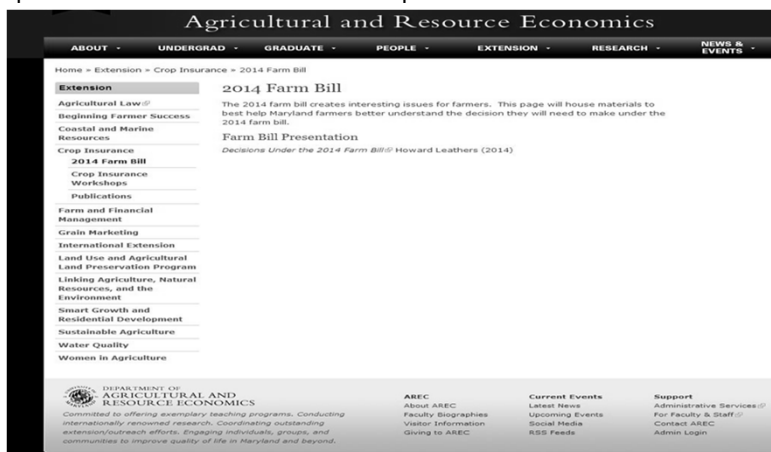 Agricultural and Resource Economics
ABOUT UNDERGRAD GRADUATE PEOPLE EXTENSION RESEARCH NEWS & EVENTS
Home » Extension » Crop Insurance » 2014 Farm Bill
Extension
Agricultural Law
Beginning Farmer Success
Coastal and Marine
Resources
Crop Insurance
2014 Farm Bill
Crop Insurance
Workshops
Publications
Farm and Financial
Management
Grain Marketing
International Extension
Land Use and Agricultural
Land Preservation Program
Linking Agriculture, Natural
Resources, and the
Environment
Smart Growth and
Residential Development
Sustainable Agriculture
Water Quality
Women in Agriculture
2014 Farm Bill
The 2014 farm bill creates interesting issues for farmers. This page will house materials to
best help Maryland farmers better understand the decision they will need to make under the
2014 farm bill.
Farm Bill Presentation
Decisions Under the 2014 Farm Bill Howard Leathers (2014)
DEPARTMENT OF
AGRICULTURAL AND
RESOURCE ECONOMICS
Committed to offering exemplary teaching programs. Conducting
internationally renowned research. Coordinating outstanding
extension/outreach efforts. Engaging individuals, groups, and
communities to improve quality of life in Maryland and beyond.
AREC
About AREC
Faculty Biographies
Visitor Information
Giving to AREC
Current Events
Latest News
Upcoming Events
Social Media
RSS Feeds
Support
Administrative Services
For Faculty & Staff
Contact AREC
Admin Login